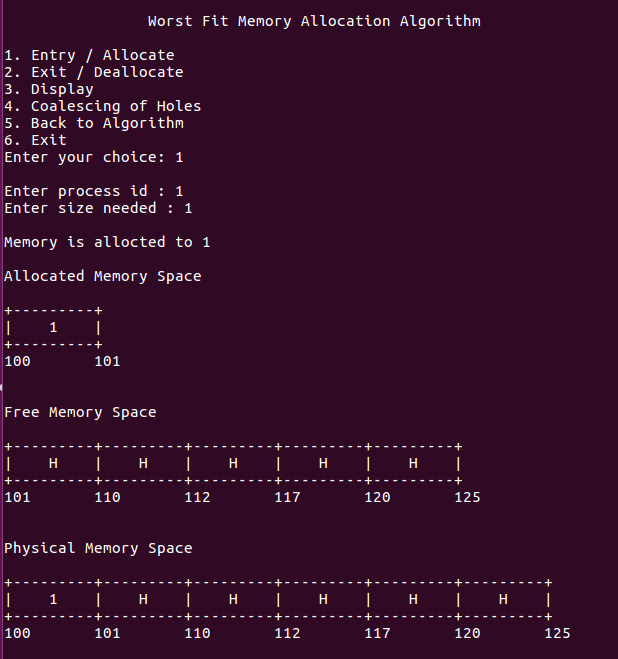 Worst Fit Memory Allocation Algorithm
1. Entry / Allocate
2. Exit / Deallocate
3. Display
4. Coalescing of Holes
5. Back to Algorithm
6. Exit
Enter your choice: 1
Enter process id : 1
Enter size needed : 1
Memory is allocted to 1
Allocated Memory Space
+---------+
|    1    |
+---------+
100       101
Free Memory Space
+---------+---------+---------+---------+---------+
|    H    |    H    |    H    |    H    |    H    |
+---------+---------+---------+---------+---------+
101       110       112       117       120       125
Physical Memory Space
+---------+---------+---------+---------+---------+---------+
|    1    |    H    |    H    |    H    |    H    |    H    |
+---------+---------+---------+---------+---------+---------+
100       101       110       112       117       120       125